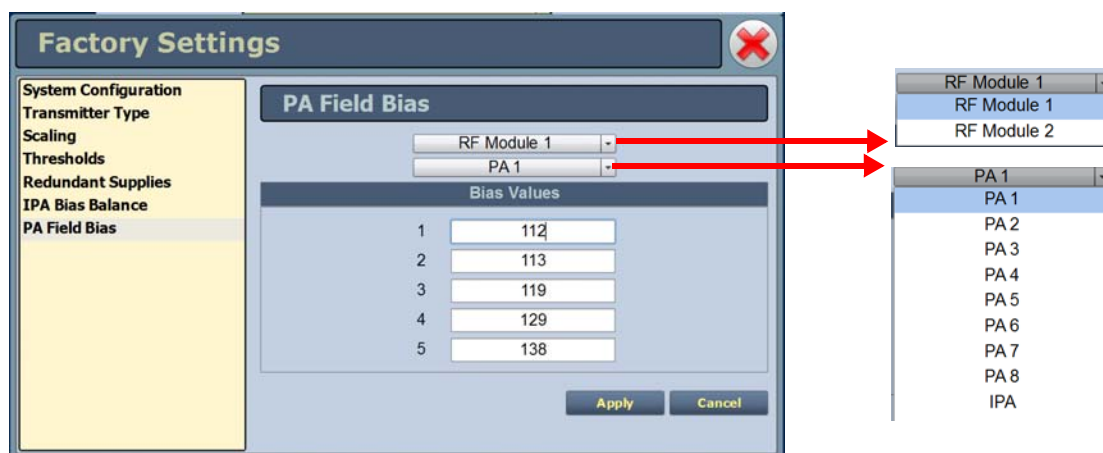 Factory Settings
System Configuration
Transmitter Type
Scaling
Thresholds
Redundant Supplies
IPA Bias Balance
PA Field Bias
PA Field Bias
RF Module 1
PA 1
Bias Values
1 112
2 113
3 119
4 129
5 138
Apply Cancel
RF Module 1
RF Module 1
RF Module 2
PA 1
PA 1
PA 2
PA 3
PA 4
PA 5
PA 6
PA 7
PA 8
IPA